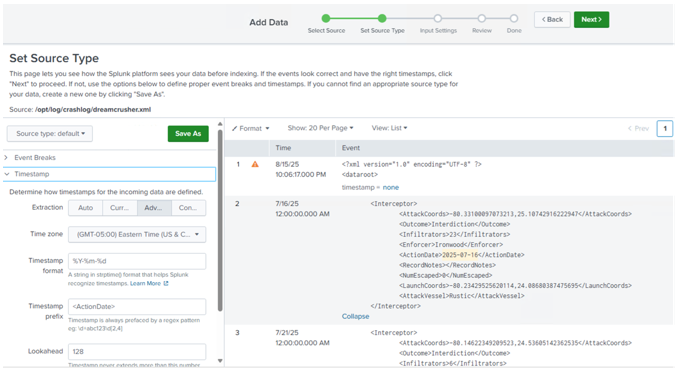 Add Data
Select Source
Set Source Type
Input Settings
Review
Done
< Back
Next >
Set Source Type
This page lets you see how the Splunk platform sees your data before indexing. If the events look correct and have the right timestamps, click
"Next" to proceed. If not, use the options below to define proper event breaks and timestamps. If you cannot find an appropriate source type for
your data, create a new one by clicking "Save As".
Source: /opt/log/crashlog/dreamcrusher.xml
Source type: default
Save As
Event Breaks
Timestamp
Determine how timestamps for the incoming data are defined.
Extraction
Auto
Curr...
Adv...
Con...
Time zone
(GMT-05:00) Eastern Time (US & C...
Timestamp
format
%Y-%m-%d
A string in strptime() format that helps Splunk
recognize timestamps. Learn More
Timestamp
prefix
<ActionDate>
Timestamp is always prefaced by a regex pattern
eg: \d+abc123\d{2,4}
Lookahead
128
Timestamp never extends more than this number
Format
Show: 20 Per Page
View: List
< Prev
1
Time
Event
1
8/15/25
10:06:17.000 PM
<?xml version="1.0" encoding="UTF-8" ?>
<dataroot>
timestamp = none
2
7/16/25
12:00:00.000 AM
<Interceptor>
<AttackCoords>-80.33100097073213,25.10742916222947</AttackCoords>
<Outcome>Interdiction</Outcome>
<Infiltrators>23</Infiltrators>
<Enforcer>Ironwood</Enforcer>
<ActionDate>2025-07-16</ActionDate>
<RecordNotes></RecordNotes>
<NumEscaped>0</NumEscaped>
<LaunchCoords>-80.23429525620114,24.08680387475695</LaunchCoords>
<AttackVessel>Rustic</AttackVessel>
</Interceptor>
Collapse
3
7/21/25
12:00:00.000 AM
<Interceptor>
<AttackCoords>-80.14622349209523,24.53605142362535</AttackCoords>
<Outcome>Interdiction</Outcome>
<Infiltrators>6</Infiltrators>